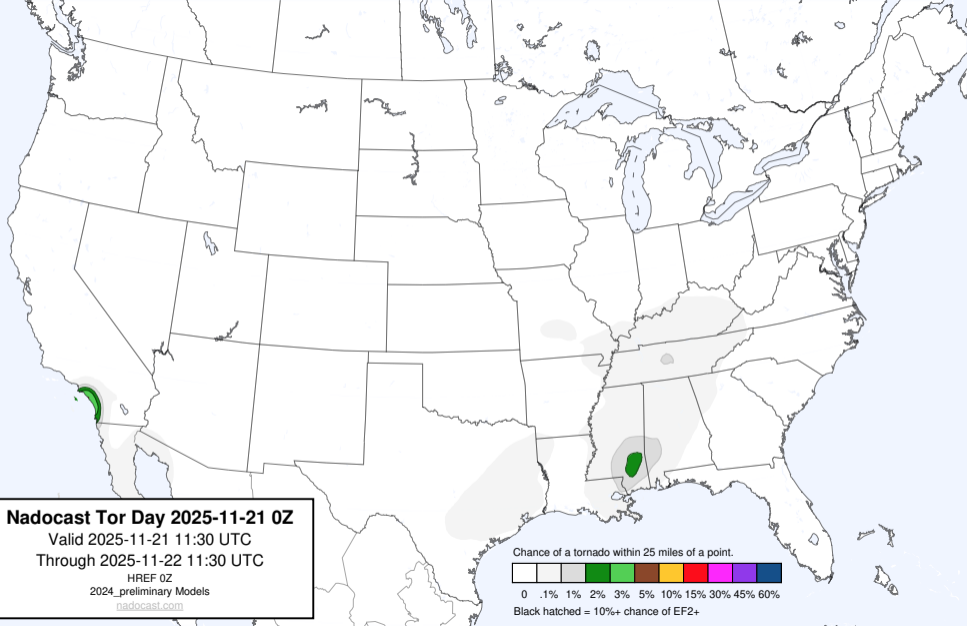 Nadocast Tor Day 2025-11-21 0Z
Valid 2025-11-21 11:30 UTC
Through 2025-11-22 11:30 UTC
HREF 0Z
2024_preliminary Models
nadocast.com
Chance of a tornado within 25 miles of a point.
0 .1% 1% 2% 3% 5% 10% 15% 30% 45% 60%
Black hatched = 10%+ chance of EF2+